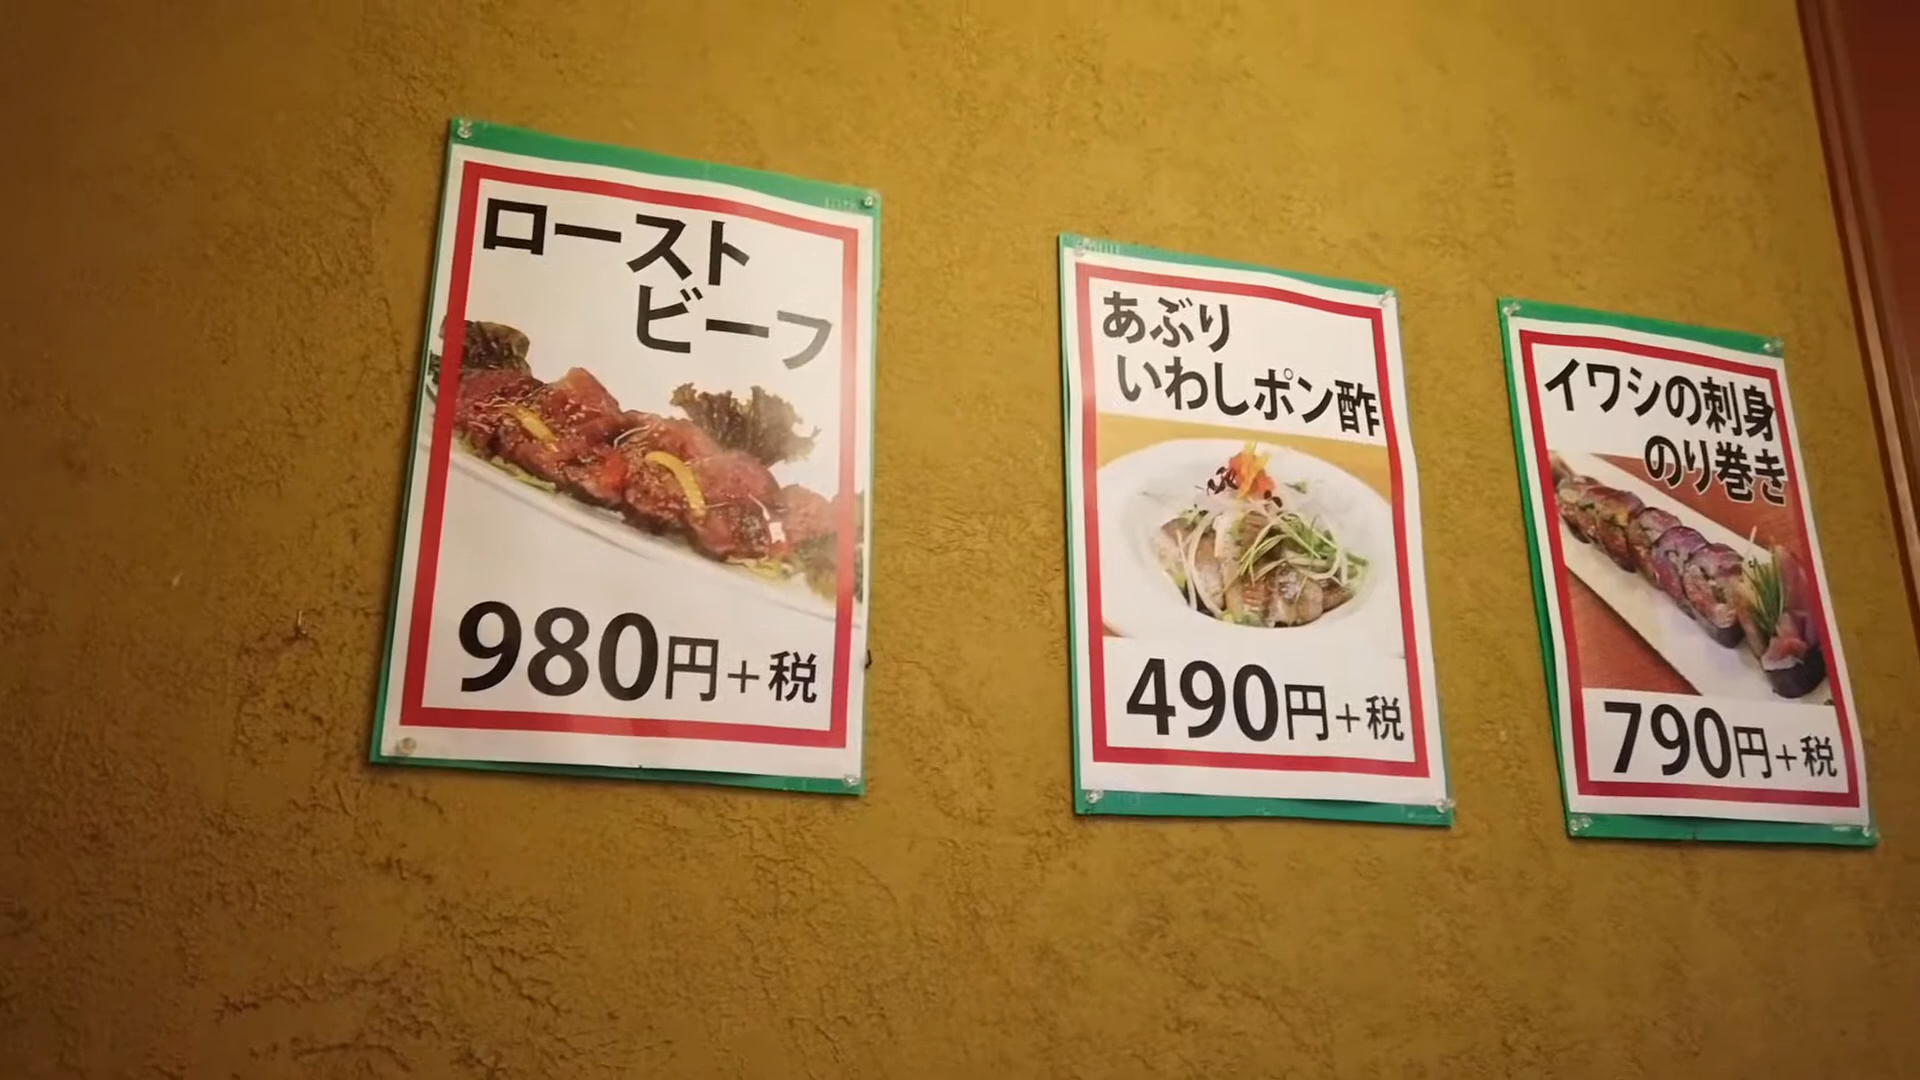 ロースト
ビーフ
980円+税
あぶり
いわしポン酢
490円+税
イワシの刺身
のり巻き
790円+税